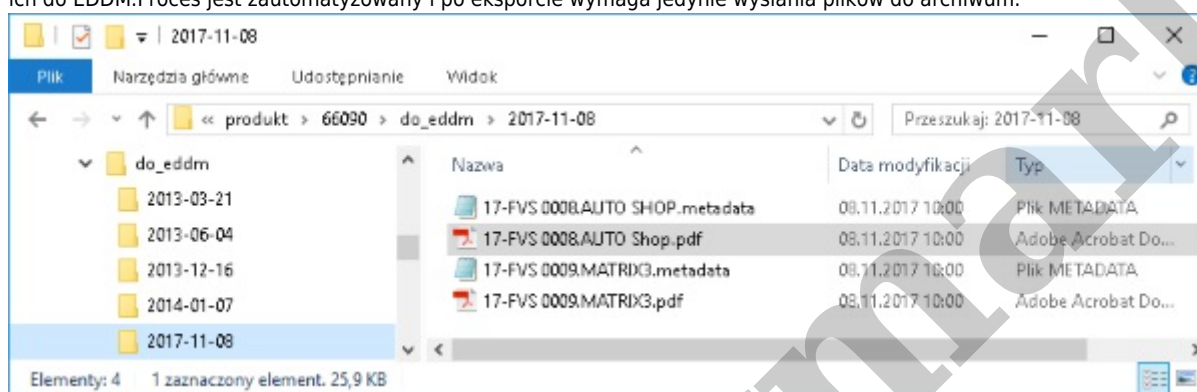 ich do EDDM.Proces jest zautomatyzowany i po eksporcie wymaga jedynie wysłania plików do archiwum.
2017-11-08
Plik Narzędzia główne Udostępnianie Widok
« produkt > 66090 > do_eddm > 2017-11-08 Przeszukaj: 2017-11-08
do_eddm
2013-03-21
2013-06-04
2013-12-16
2014-01-07
2017-11-08
Nazwa Data modyfikacji Typ
17-FVS 0008.AUTO SHOP.metadata 08.11.2017 10:00 Plik METADATA
17-FVS 0008.AUTO Shop.pdf 08.11.2017 10:00 Adobe Acrobat Do...
17-FVS 0009.MATRIX3.metadata 08.11.2017 10:00 Plik METADATA
17-FVS 0009.MATRIX3.pdf 08.11.2017 10:00 Adobe Acrobat Do...
Elementy: 4 1 zaznaczony element. 25,9 KB